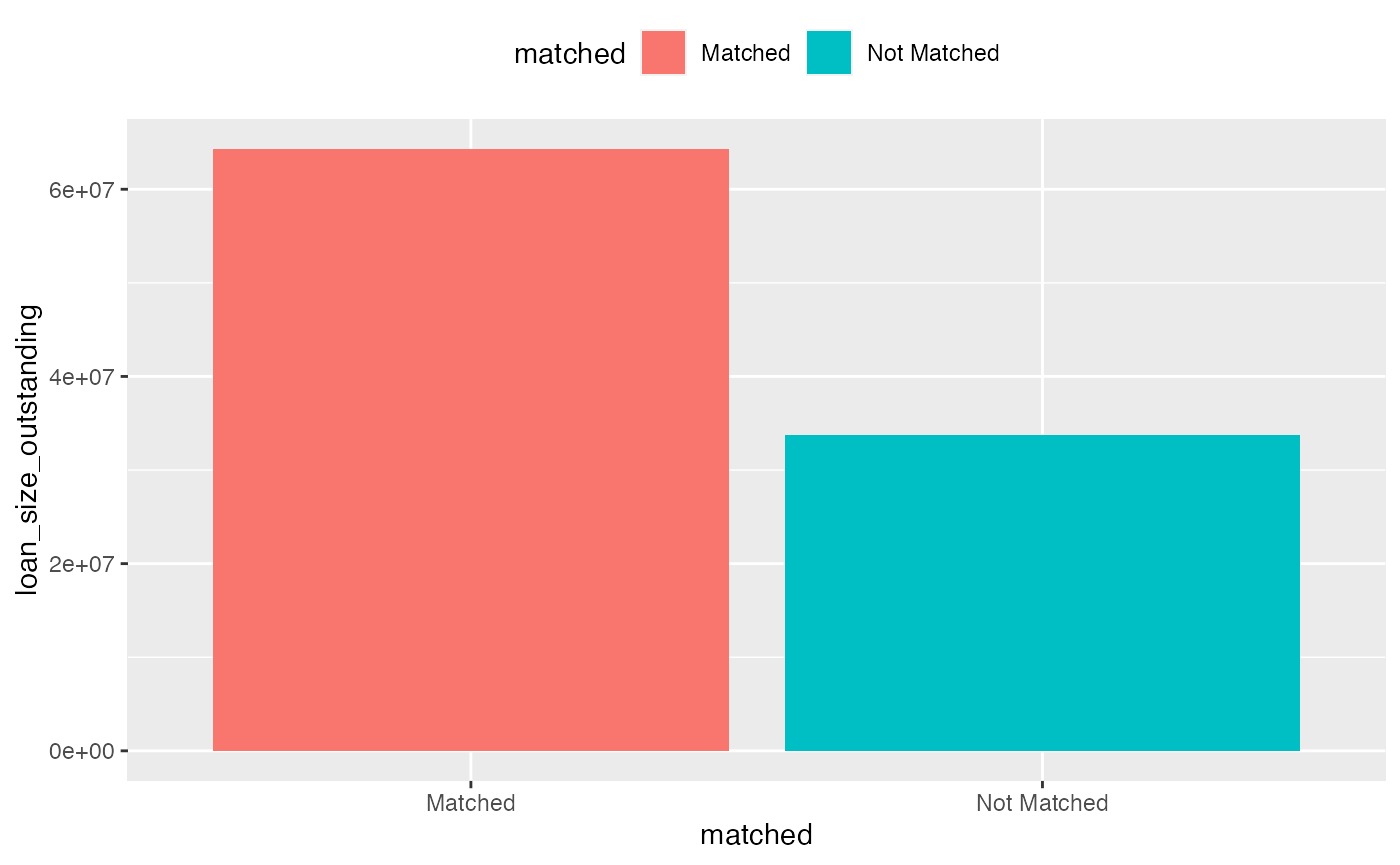 matched Matched Not Matched
loan_size_outstanding
6e+07
4e+07
2e+07
0e+00
Matched Not Matched
matched